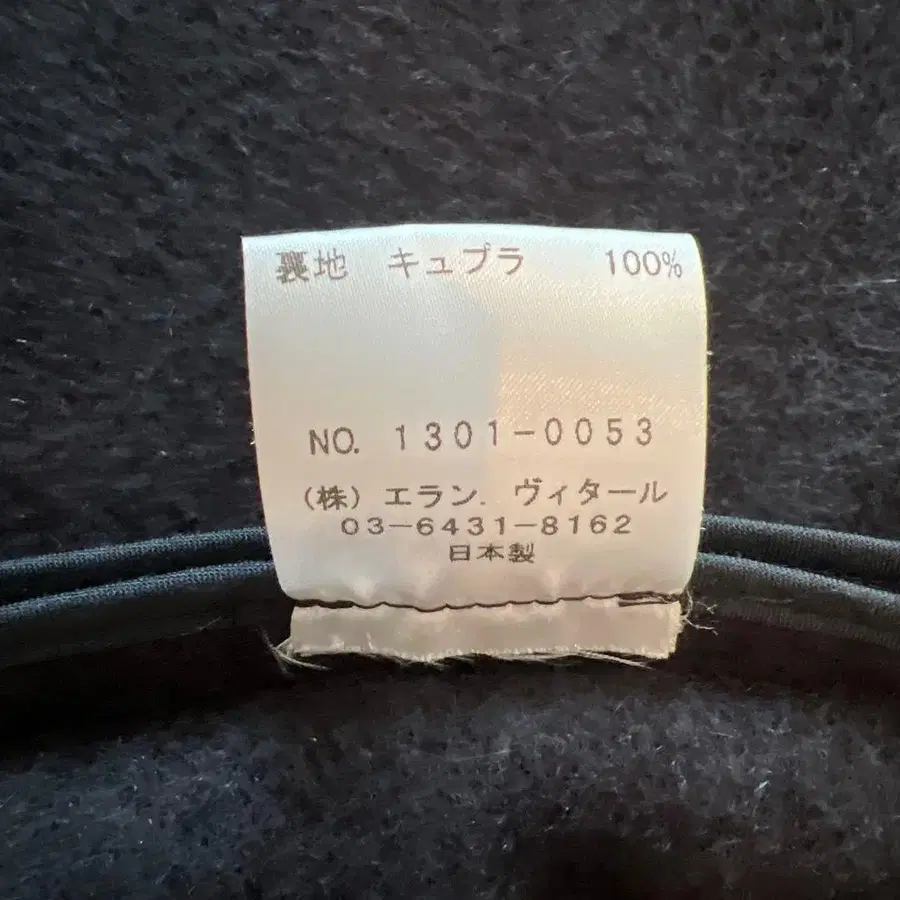 裏地 キュプラ 100%
NO. 1301-0053
(株) エラン. ヴィタール
03-6431-8162
日本製